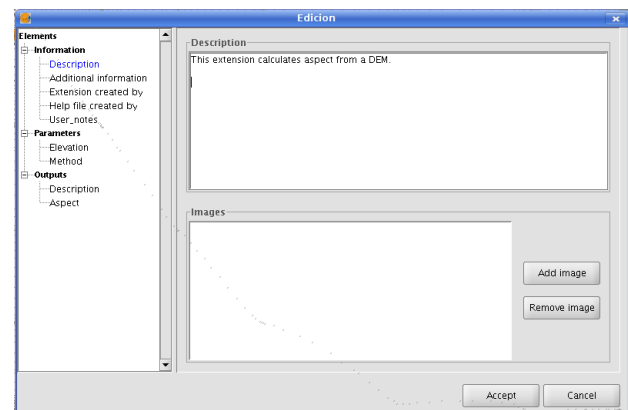 Edicion
Elements
Information
Description
Additional information
Extension created by
Help file created by
User_notes
Parameters
Elevation
Method
Outputs
Description
Aspect
Description
This extension calculates aspect from a DEM.
Images
Add image
Remove image
Accept
Cancel